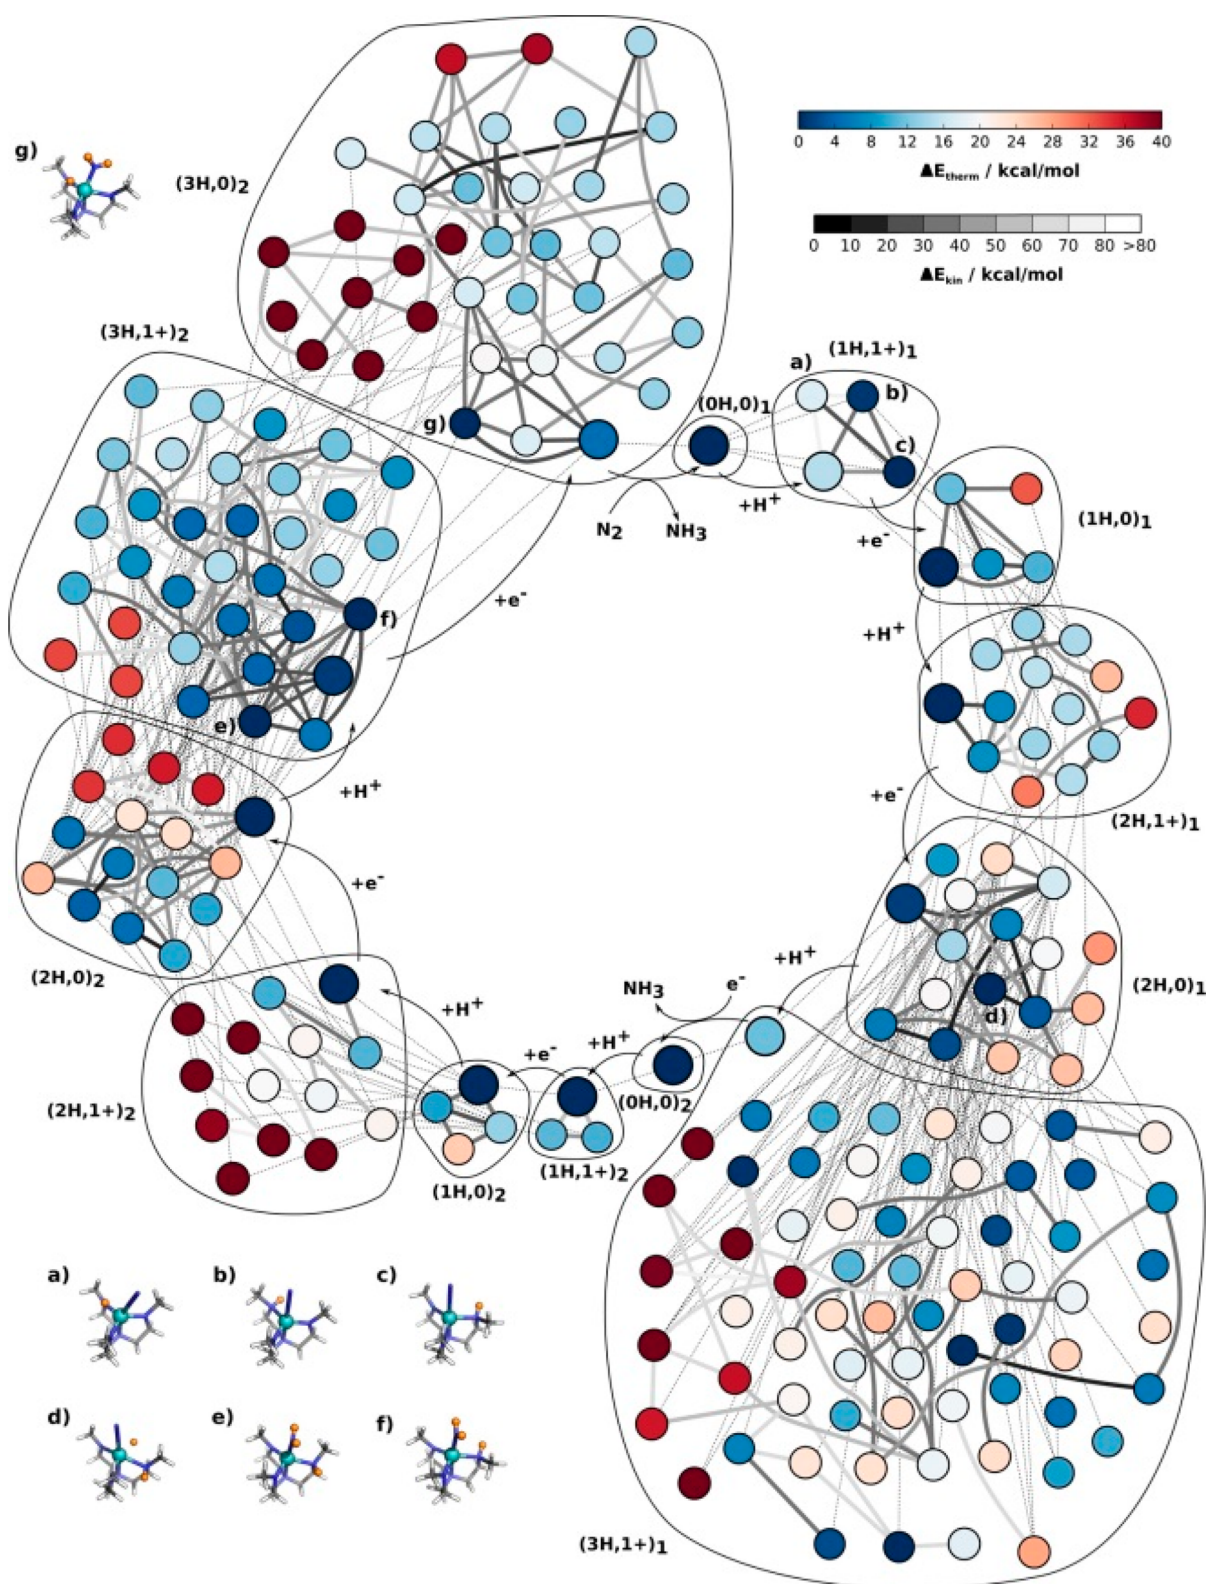 0 4 8 12 16 20 24 28 32 36 40
ΔE_therm / kcal/mol
0 10 20 30 40 50 60 70 80 >80
ΔE_kin / kcal/mol
g)
(3H,0)2
(3H,1+)2
g)
(0H,0)1
a)
(1H,1+)1
b)
c)
N2
NH3
+H+
+e-
(1H,0)1
+e-
+H+
f)
e)
(2H,1+)1
+e-
+H+
+e-
(2H,0)2
(2H,0)1
d)
+H+
NH3
e-
+H+
+H+
+e-
(0H,0)2
(2H,1+)2
(1H,1+)2
(1H,0)2
a)
b)
c)
d)
e)
f)
(3H,1+)1